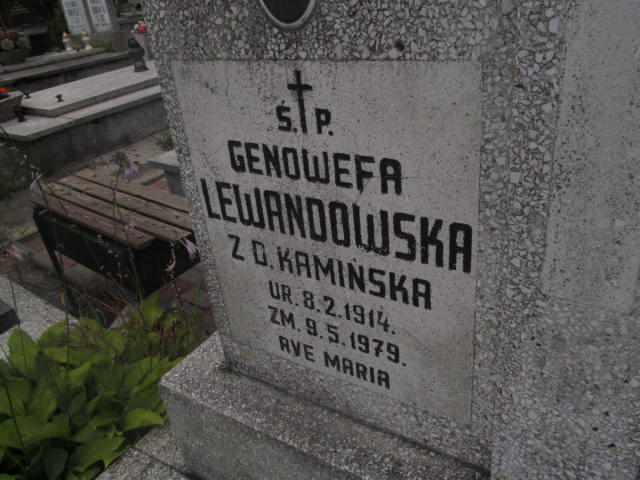 Ś. P.
GENOWEFA
LEWANDOWSKA
Z D. KAMIŃSKA
UR. 8.2.1914.
ZM. 9.5.1979.
AVE MARIA